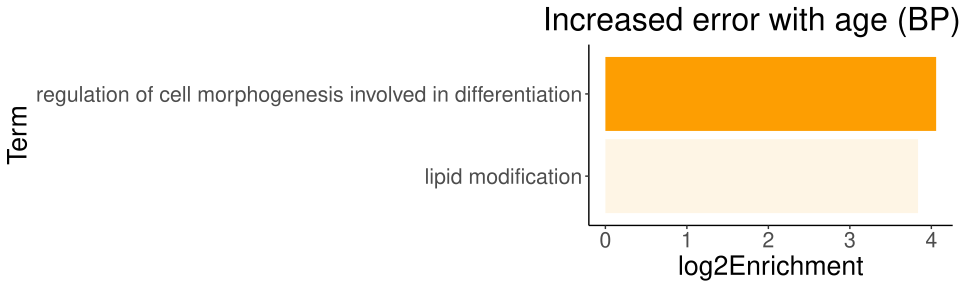 Increased error with age (BP)
Term
regulation of cell morphogenesis involved in differentiation
lipid modification
0 1 2 3 4
log2Enrichment